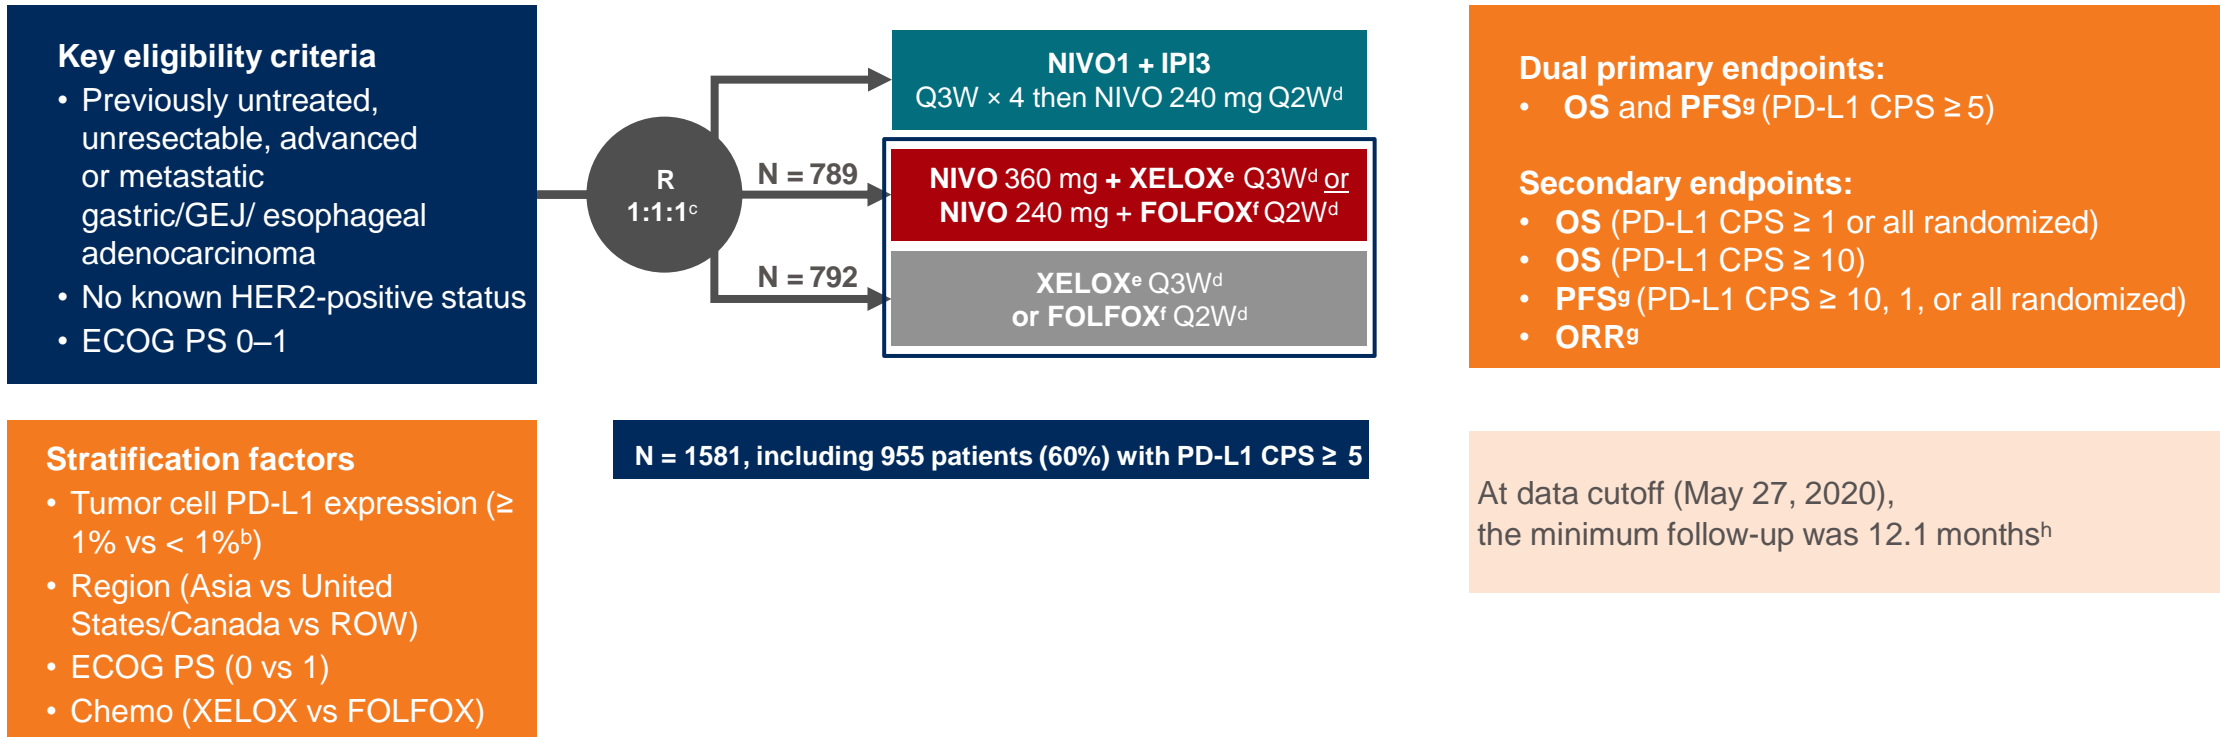 Key eligibility criteria
• Previously untreated,
unresectable, advanced
or metastatic
gastric/GEJ/ esophageal
adenocarcinoma
• No known HER2-positive status
• ECOG PS 0–1
R
1:1:1ᶜ
N = 789
N = 792
NIVO1 + IPI3
Q3W × 4 then NIVO 240 mg Q2Wᵈ
NIVO 360 mg + XELOXᵉ Q3Wᵈ or
NIVO 240 mg + FOLFOXᶠ Q2Wᵈ
XELOXᵉ Q3Wᵈ
or FOLFOXᶠ Q2Wᵈ
Dual primary endpoints:
• OS and PFSᵍ (PD-L1 CPS ≥ 5)
Secondary endpoints:
• OS (PD-L1 CPS ≥ 1 or all randomized)
• OS (PD-L1 CPS ≥ 10)
• PFSᵍ (PD-L1 CPS ≥ 10, 1, or all randomized)
• ORRᵍ
Stratification factors
• Tumor cell PD-L1 expression (≥
1% vs < 1%ᵇ)
• Region (Asia vs United
States/Canada vs ROW)
• ECOG PS (0 vs 1)
• Chemo (XELOX vs FOLFOX)
N = 1581, including 955 patients (60%) with PD-L1 CPS ≥ 5
At data cutoff (May 27, 2020),
the minimum follow-up was 12.1 monthsʰ